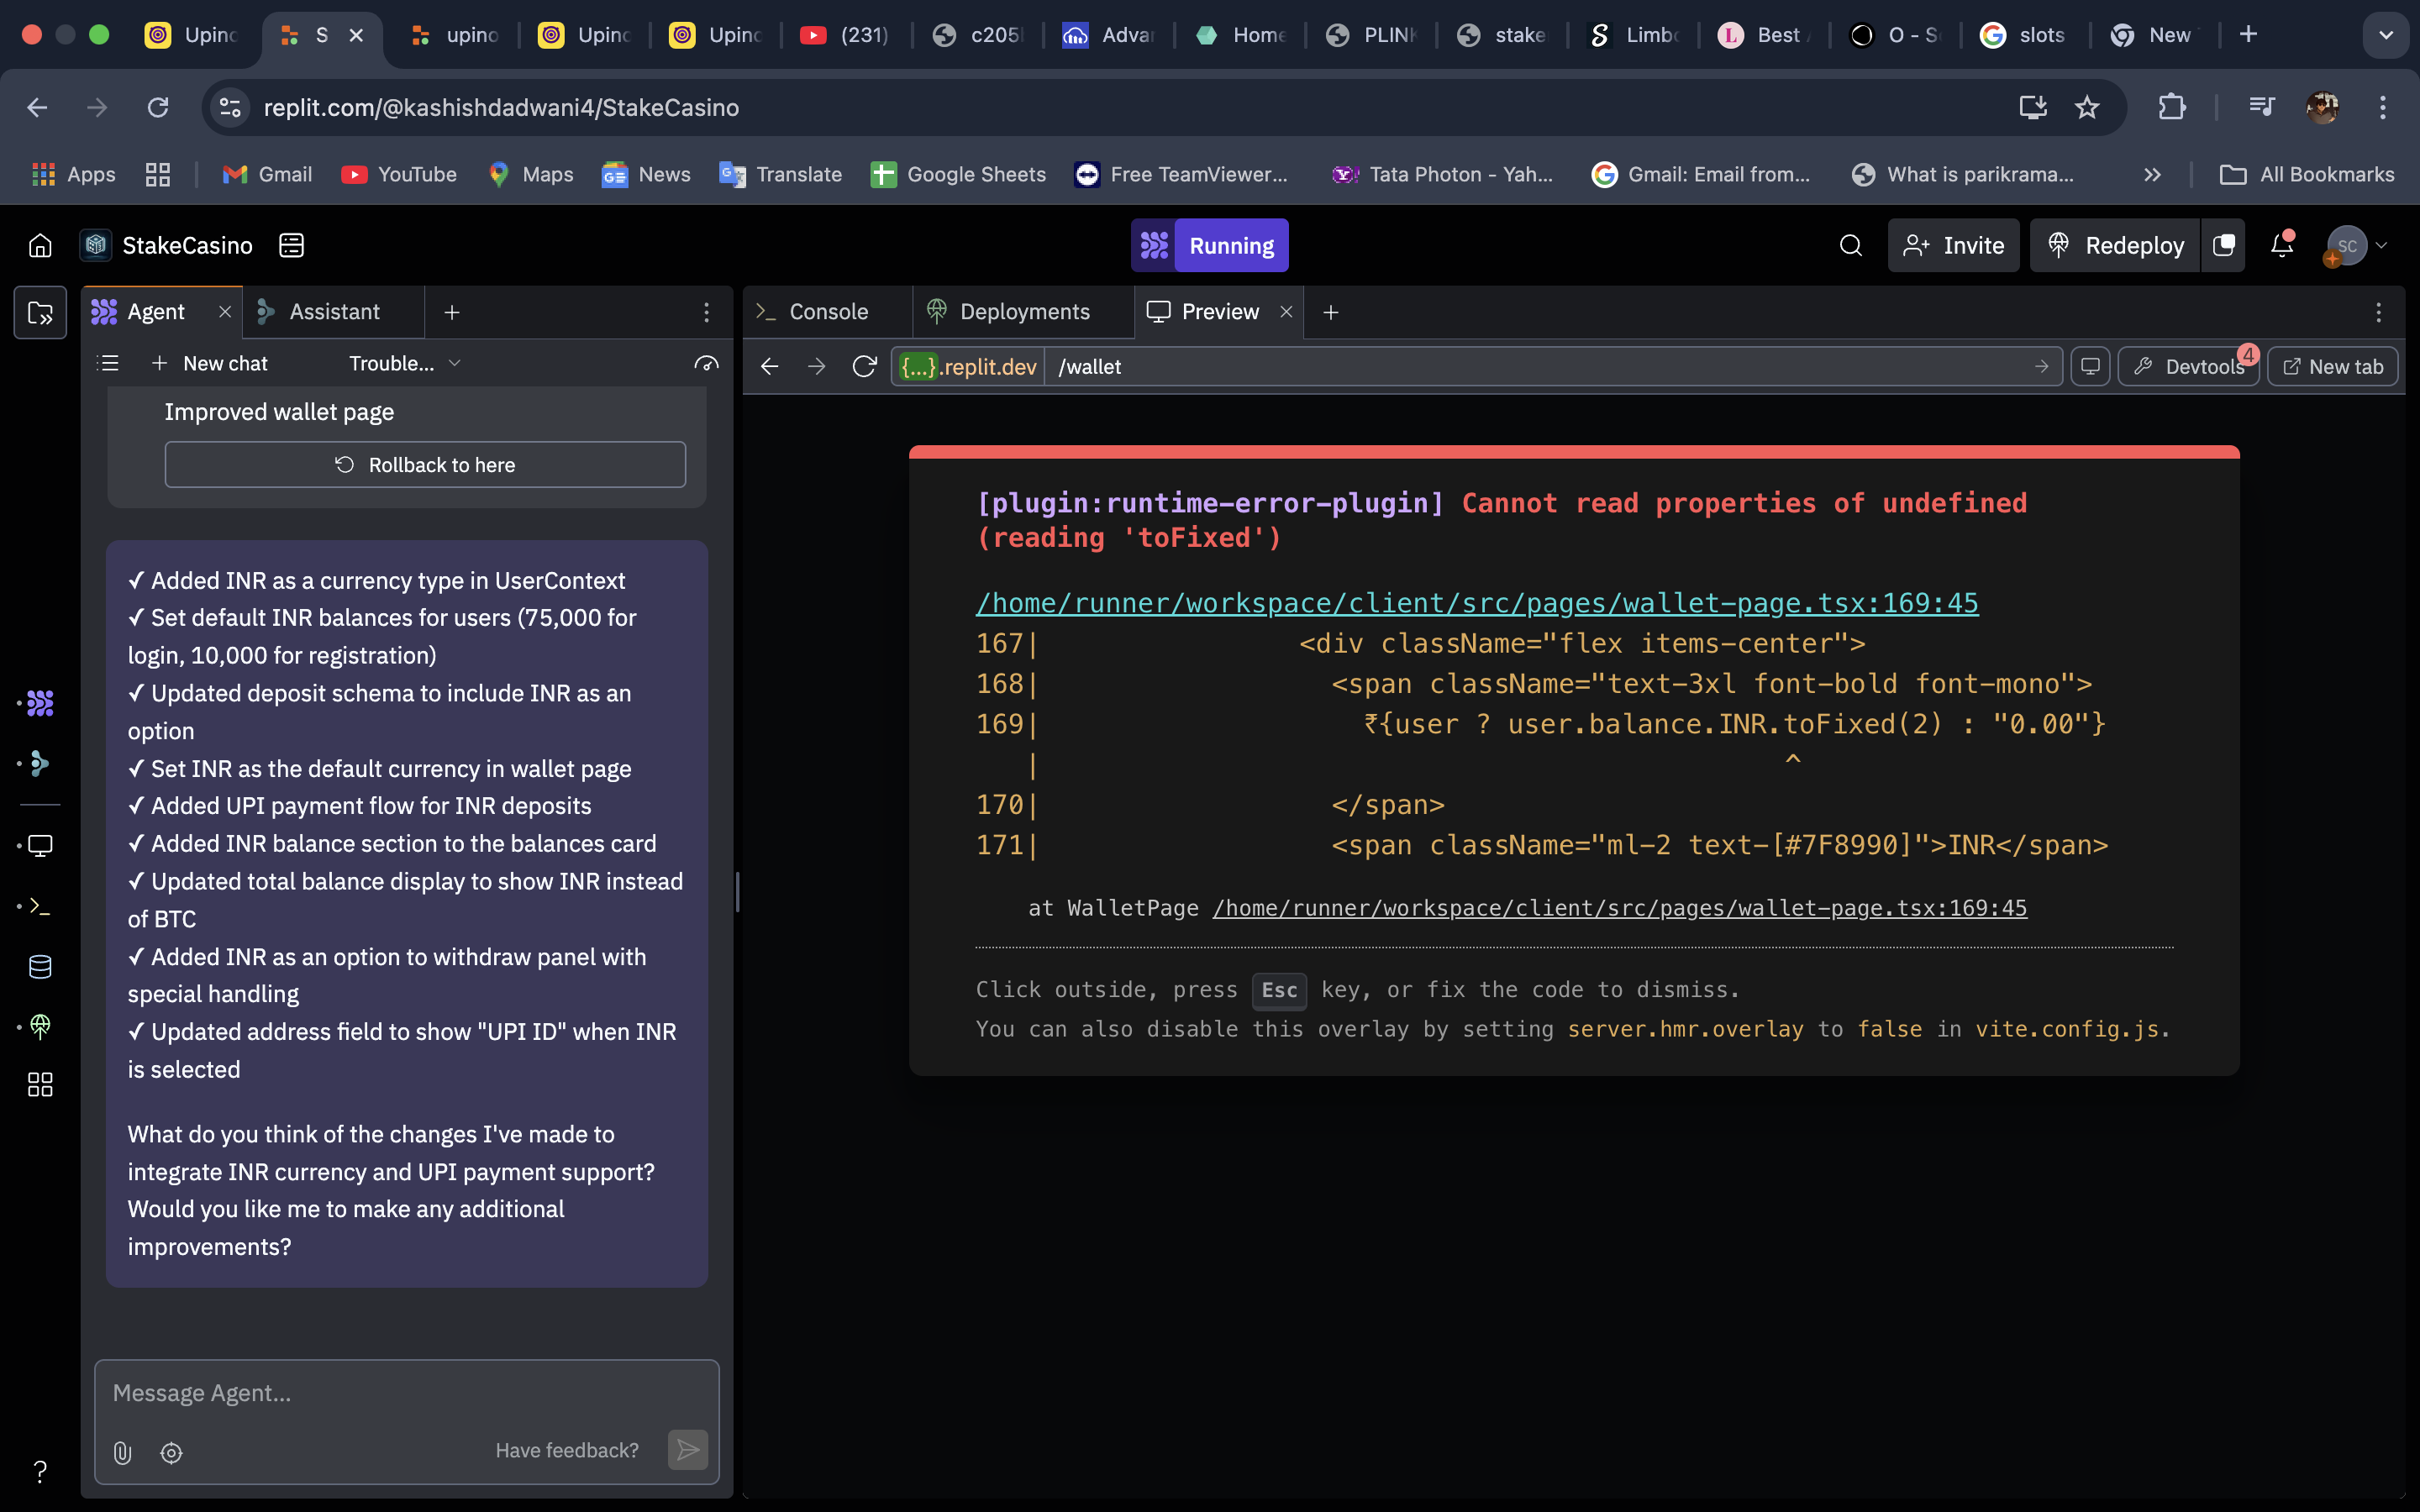 Upinc
S
upino
Upinc
Upinc
(231)
c205
Advar
Home
PLINK
stake
Limbo
Best
O - S
slots
New
replit.com/@kashishdadwani4/StakeCasino
Apps
Gmail
YouTube
Maps
News
Translate
Google Sheets
Free TeamViewer...
Tata Photon - Yah...
Gmail: Email from...
What is parikrama...
All Bookmarks
StakeCasino
Running
Invite
Redeploy
SC
Agent
Assistant
Console
Deployments
Preview
New chat
Trouble...
{...}.replit.dev
/wallet
Devtools
4
New tab
Improved wallet page
Rollback to here
✓ Added INR as a currency type in UserContext
✓ Set default INR balances for users (75,000 for
login, 10,000 for registration)
✓ Updated deposit schema to include INR as an
option
✓ Set INR as the default currency in wallet page
✓ Added UPI payment flow for INR deposits
✓ Added INR balance section to the balances card
✓ Updated total balance display to show INR instead
of BTC
✓ Added INR as an option to withdraw panel with
special handling
✓ Updated address field to show "UPI ID" when INR
is selected
What do you think of the changes I've made to
integrate INR currency and UPI payment support?
Would you like me to make any additional
improvements?
Message Agent...
Have feedback?
[plugin:runtime-error-plugin] Cannot read properties of undefined
(reading 'toFixed')
/home/runner/workspace/client/src/pages/wallet-page.tsx:169:45
167| <div className="flex items-center">
168| <span className="text-3xl font-bold font-mono">
169| ₹{user ? user.balance.INR.toFixed(2) : "0.00"}
| ^
170| </span>
171| <span className="ml-2 text-[#7F8990]">INR</span>
at WalletPage /home/runner/workspace/client/src/pages/wallet-page.tsx:169:45
Click outside, press Esc key, or fix the code to dismiss.
You can also disable this overlay by setting server.hmr.overlay to false in vite.config.js.